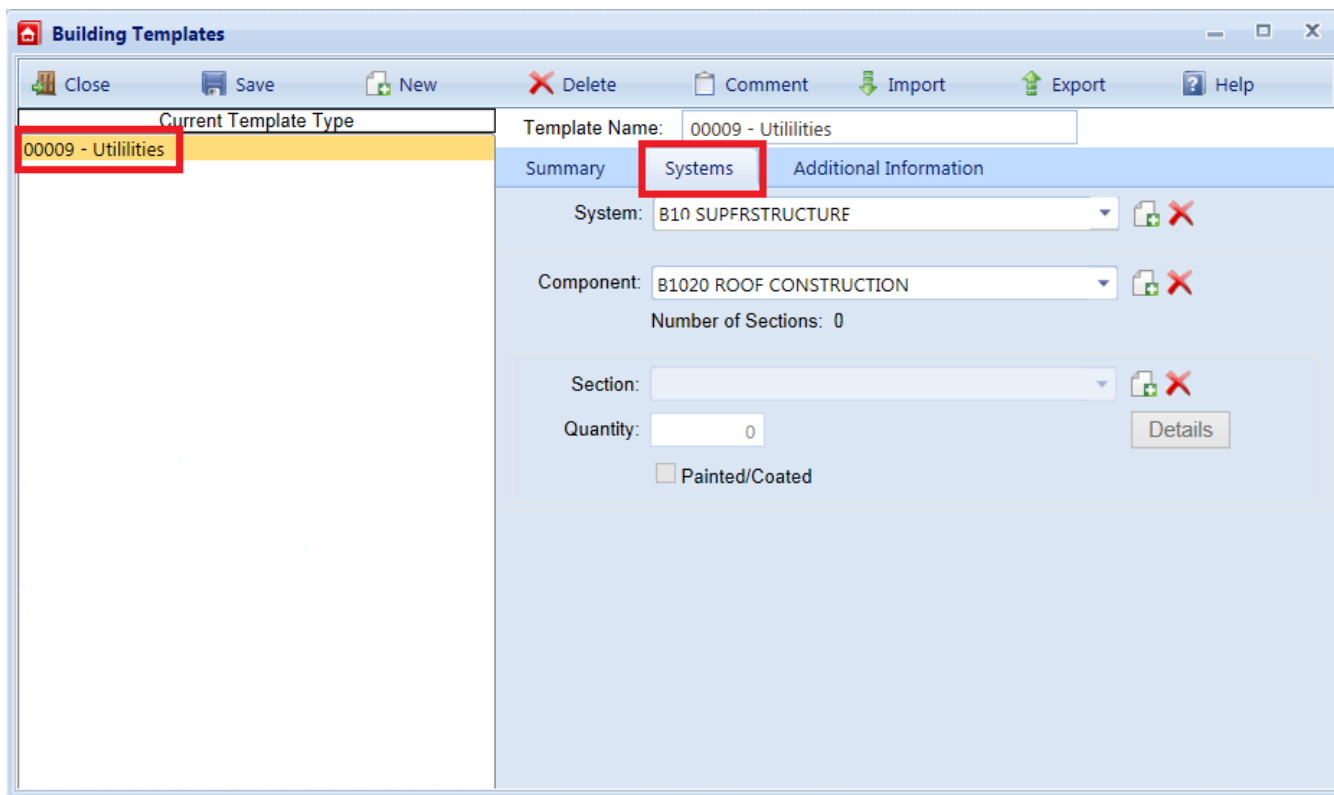 Building Templates
Close Save New Delete Comment Import Export Help
Current Template Type
00009 - Utililities
Template Name: 00009 - Utililities
Summary Systems Additional Information
System: B10 SUPERSTRUCTURE
Component: B1020 ROOF CONSTRUCTION
Number of Sections: 0
Section:
Quantity: 0
Details
Painted/Coated